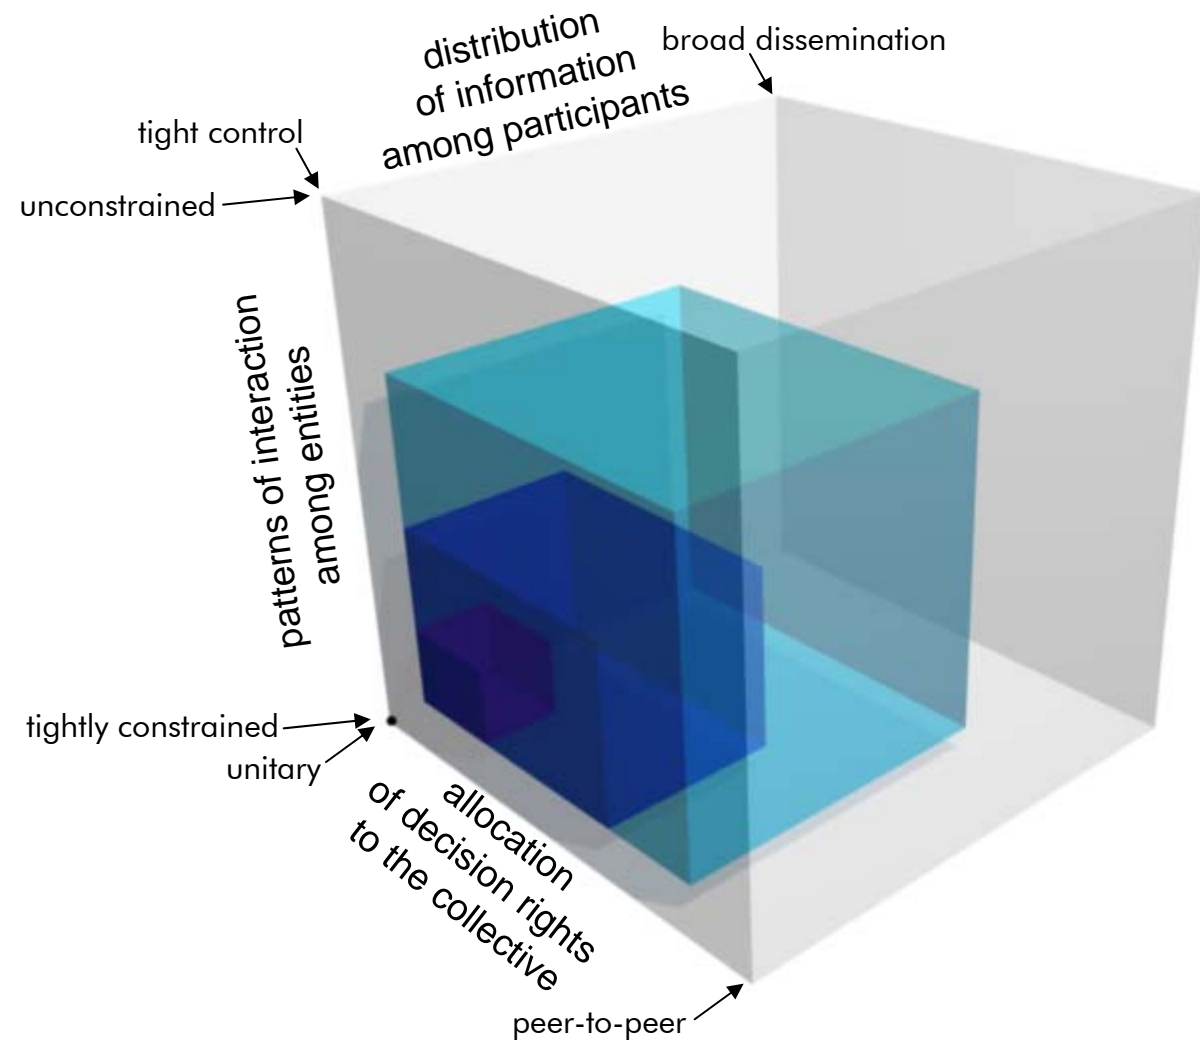 distribution
of information
among participants
broad dissemination
tight control
unconstrained
patterns of interaction
among entities
tightly constrained
unitary
allocation
of decision rights
to the collective
peer-to-peer